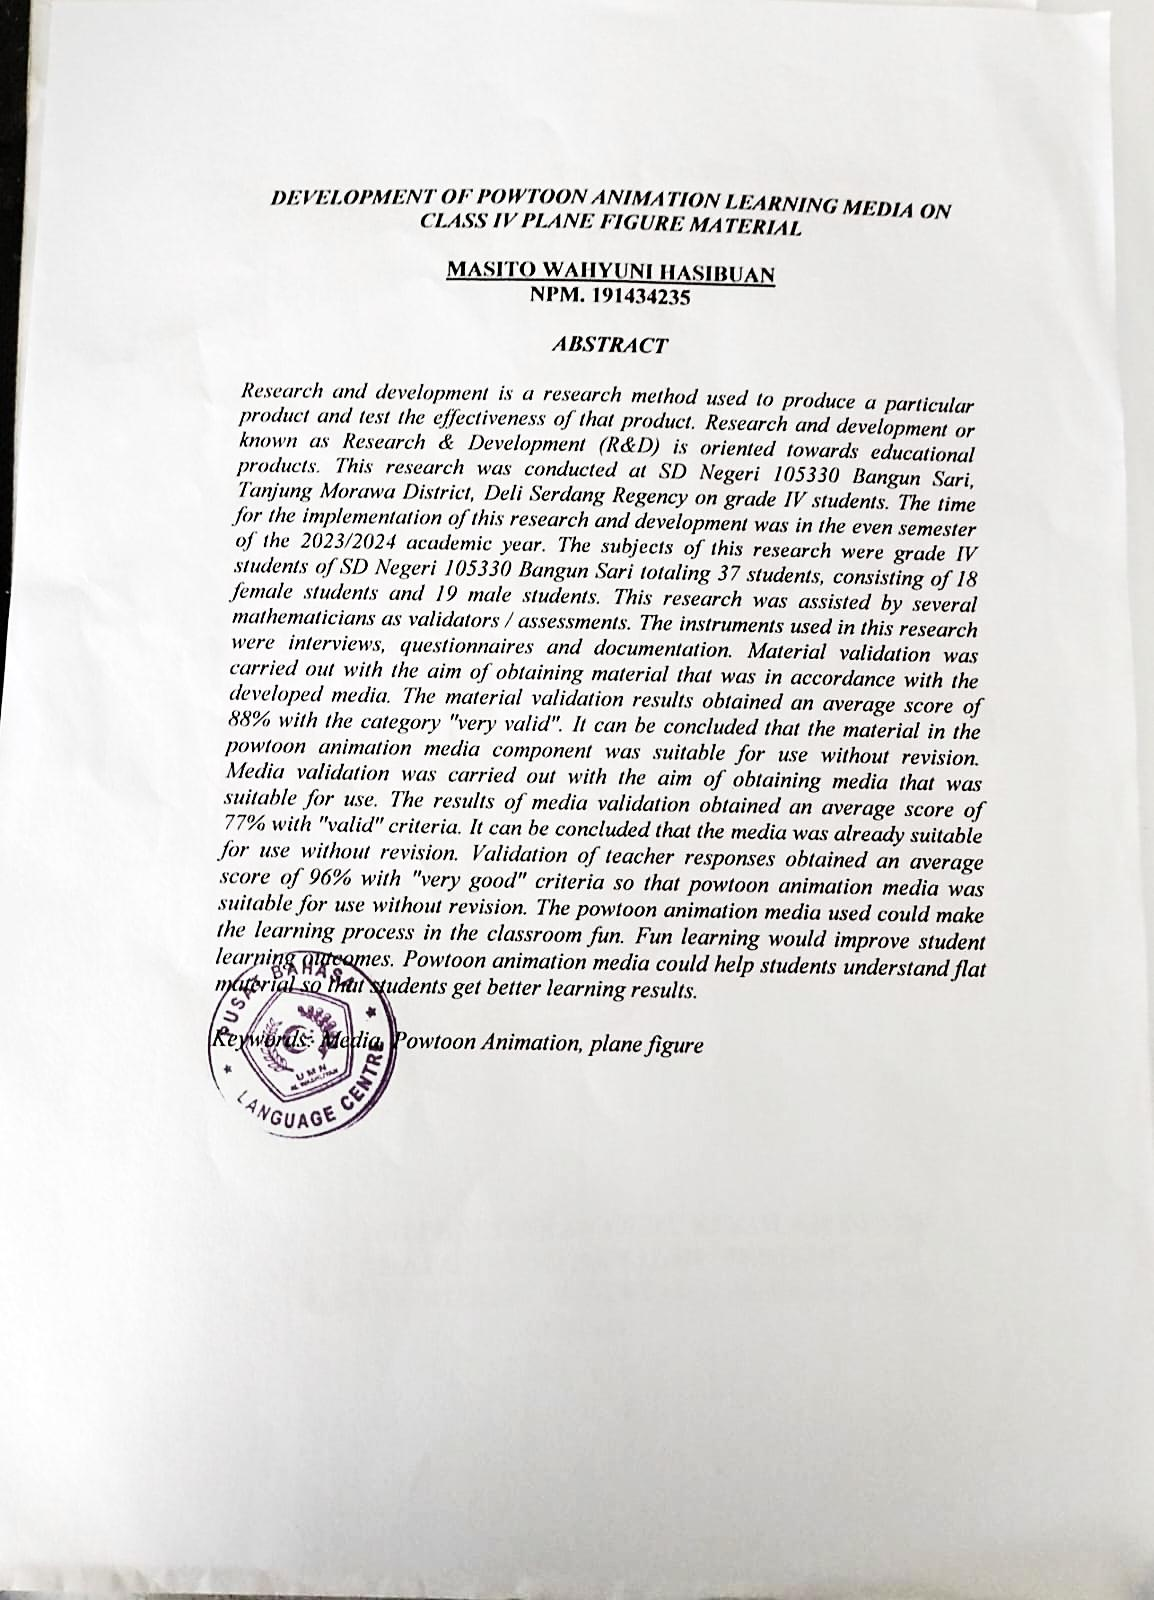 DEVELOPMENT OF POWTOON ANIMATION LEARNING MEDIA ON
CLASS IV PLANE FIGURE MATERIAL
MASITO WAHYUNI HASIBUAN
NPM. 191434235
ABSTRACT
Research and development is a research method used to produce a particular
product and test the effectiveness of that product. Research and development or
known as Research & Development (R&D) is oriented towards educational
products. This research was conducted at SD Negeri 105330 Bangun Sari,
Tanjung Morawa District, Deli Serdang Regency on grade IV students. The time
for the implementation of this research and development was in the even semester
of the 2023/2024 academic year. The subjects of this research were grade IV
students of SD Negeri 105330 Bangun Sari totaling 37 students, consisting of 18
female students and 19 male students. This research was assisted by several
mathematicians as validators / assessments. The instruments used in this research
were interviews, questionnaires and documentation. Material validation was
carried out with the aim of obtaining material that was in accordance with the
developed media. The material validation results obtained an average score of
88% with the category "very valid". It can be concluded that the material in the
powtoon animation media component was suitable for use without revision.
Media validation was carried out with the aim of obtaining media that was
suitable for use. The results of media validation obtained an average score of
77% with "valid" criteria. It can be concluded that the media was already suitable
for use without revision. Validation of teacher responses obtained an average
score of 96% with "very good" criteria so that powtoon animation media was
suitable for use without revision. The powtoon animation media used could make
the learning process in the classroom fun. Fun learning would improve student
learning outcomes. Powtoon animation media could help students understand flat
material so that students get better learning results.
Keywords: Media, Powtoon Animation, plane figure
PUSAT BAHASA
UMN
AL WASHLIYAH
LANGUAGE CENTRE